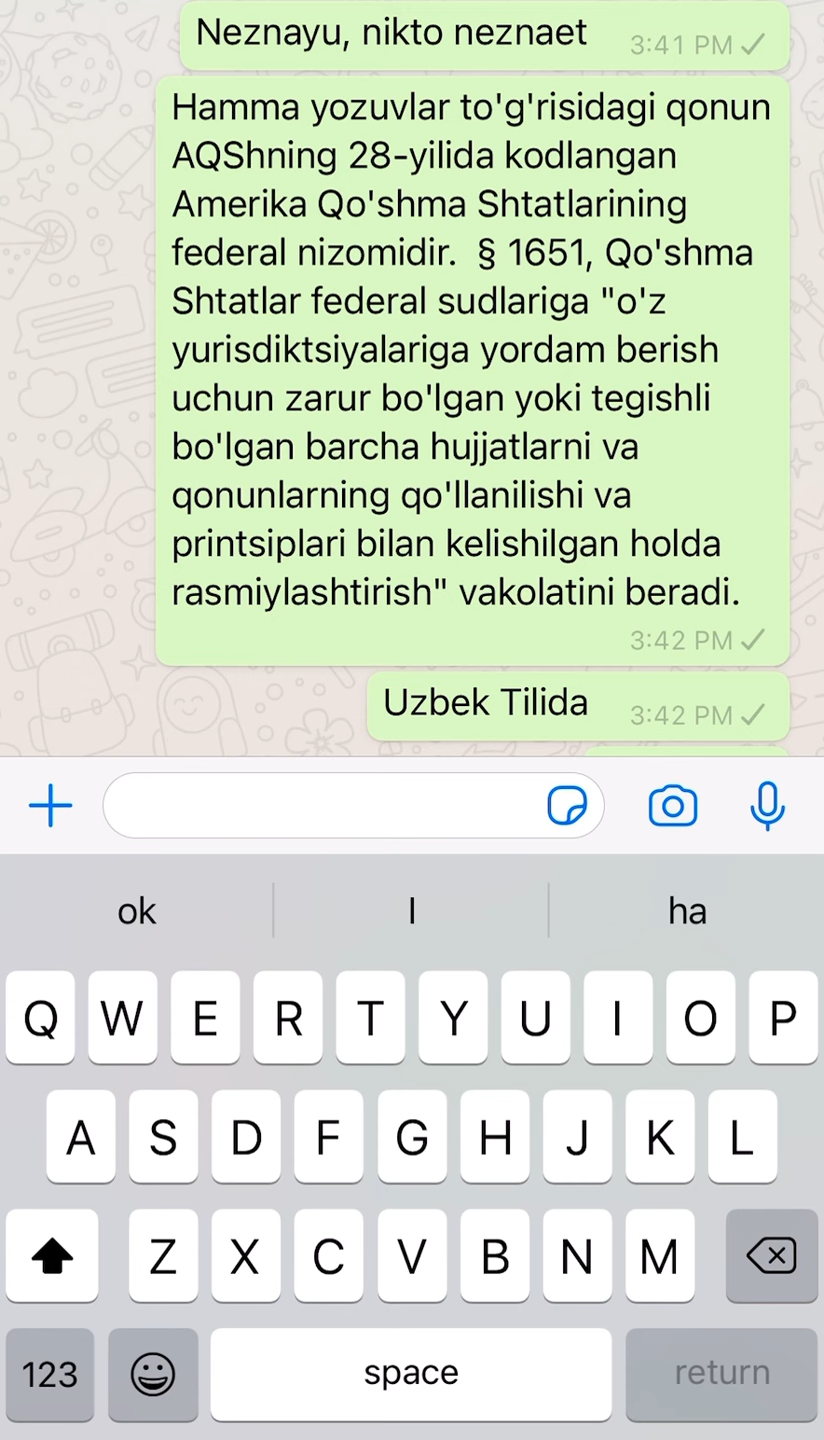 Neznayu, nikto neznaet
3:41 PM
Hamma yozuvlar to'g'risidagi qonun
AQShning 28-yilida kodlangan
Amerika Qo'shma Shtatlarining
federal nizomidir.  § 1651, Qo'shma
Shtatlar federal sudlariga "o'z
yurisdiktsiyalariga yordam berish
uchun zarur bo'lgan yoki tegishli
bo'lgan barcha hujjatlarni va
qonunlarning qo'llanilishi va
printsiplari bilan kelishilgan holda
rasmiylashtirish" vakolatini beradi.
3:42 PM
Uzbek Tilida
3:42 PM
ok I ha
Q W E R T Y U I O P
A S D F G H J K L
Z X C V B N M
123 space return